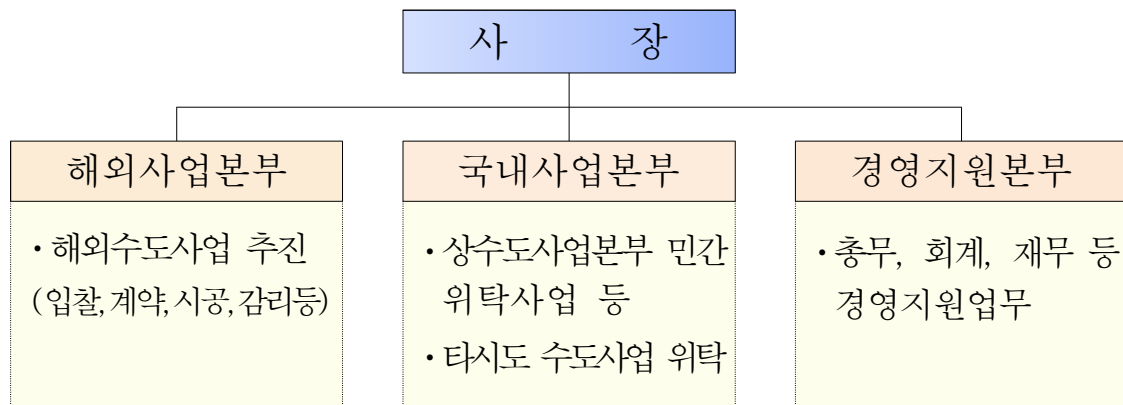 사 장
해외사업본부
· 해외수도사업 추진
(입찰, 계약, 시공, 감리등)
국내사업본부
· 상수도사업본부 민간
위탁사업 등
· 타시도 수도사업 위탁
경영지원본부
· 총무, 회계, 재무 등
경영지원업무